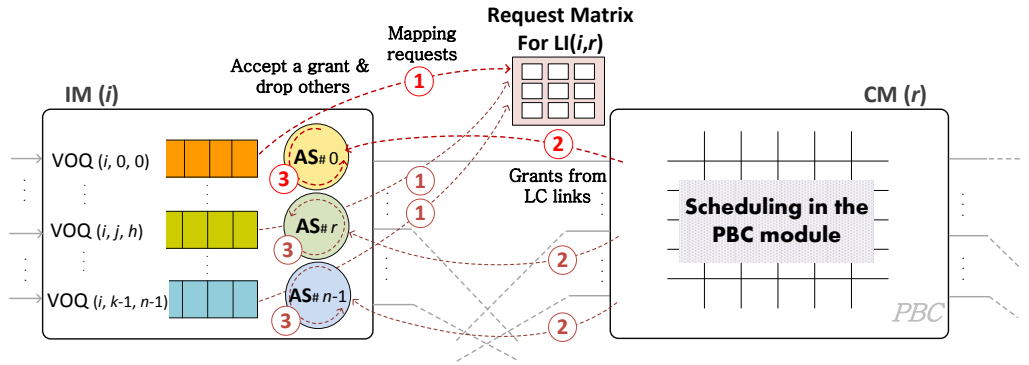 Request Matrix
For LI(i,r)
Mapping
requests
Accept a grant &
drop others
1
IM (i)
CM (r)
VOQ (i, 0, 0)
AS# 0
3
2
1
Grants from
LC links
1
VOQ (i, j, h)
AS# r
3
Scheduling in the
PBC module
2
VOQ (i, k-1, n-1)
AS# n-1
3
2
PBC